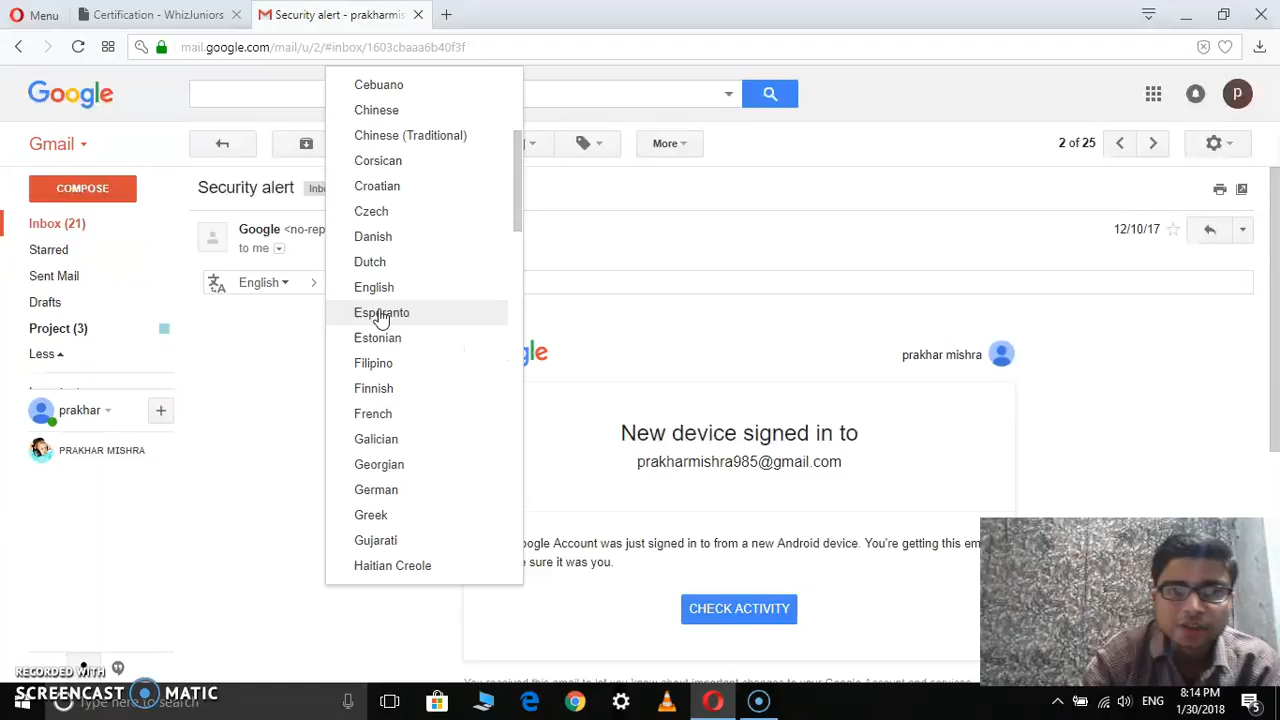 Menu
Certification - WhizJuniors
Security alert - prakharmis
mail.google.com/mail/u/2/#inbox/1603cbaaa6b40f3f
Google
p
Gmail
More
2 of 25
COMPOSE
Inbox (21)
Starred
Sent Mail
Drafts
Project (3)
Less
prakhar
PRAKHAR MISHRA
Security alert
Google <no-rep
to me
12/10/17
English
Cebuano
Chinese
Chinese (Traditional)
Corsican
Croatian
Czech
Danish
Dutch
English
Esperanto
Estonian
Filipino
Finnish
French
Galician
Georgian
German
Greek
Gujarati
Haitian Creole
prakhar mishra
New device signed in to
prakharmishra985@gmail.com
oogle Account was just signed in to from a new Android device. You're getting this em
sure it was you.
CHECK ACTIVITY
RECORDED WITH
SCREENCAST MATIC
Type here to search
ENG
8:14 PM
1/30/2018
5